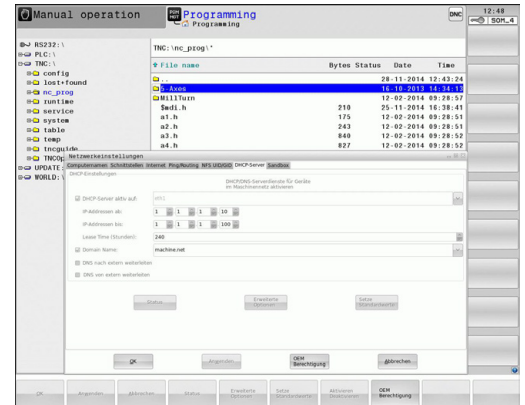 Manual operation
PGM
MGT
Programming
Programming
DNC
12:48
SOM_4
RS232:\
PLC:\
TNC:\
config
lost+found
nc_prog
runtime
service
system
table
temp
tncguide
UPDATE:
WORLD:\
TNC:\nc_prog\*
File name Bytes Status Date Time
.. 28-11-2014 12:43:24
5-Axes 16-10-2013 14:34:13
MillTurn 12-02-2014 09:28:57
$mdi.h 210 25-11-2014 16:38:41
a1.h 175 12-02-2014 09:28:51
a2.h 243 12-02-2014 09:28:51
a3.h 840 12-02-2014 09:28:52
a4.h 827 12-02-2014 09:28:52
Netzwerkeinstellungen
Computernamen Schnittstellen Internet Ping/Routing NFS UID/GID DHCP-Server Sandbox
DHCP-Einstellungen
DHCP/DNS-Serverdienste für Geräte
im Maschinennetz aktivieren
DHCP-Server aktiv auf:
IP-Addressen ab: 1 1 1 10
IP-Addressen bis: 1 1 1 100
Lease Time (Stunden): 240
Domain Name: machine.net
DNS nach extern weiterleiten
DNS von extern weiterleiten
Status
Erweiterte
Optionen
Setze
Standardwerte
OK
Anwenden
OEM
Berechtigung
Abbrechen
OK
Anwenden
Abbrechen
Status
Erweiterte
Optionen
Setze
Standardwerte
Aktivieren
Deaktivieren
OEM
Berechtigung